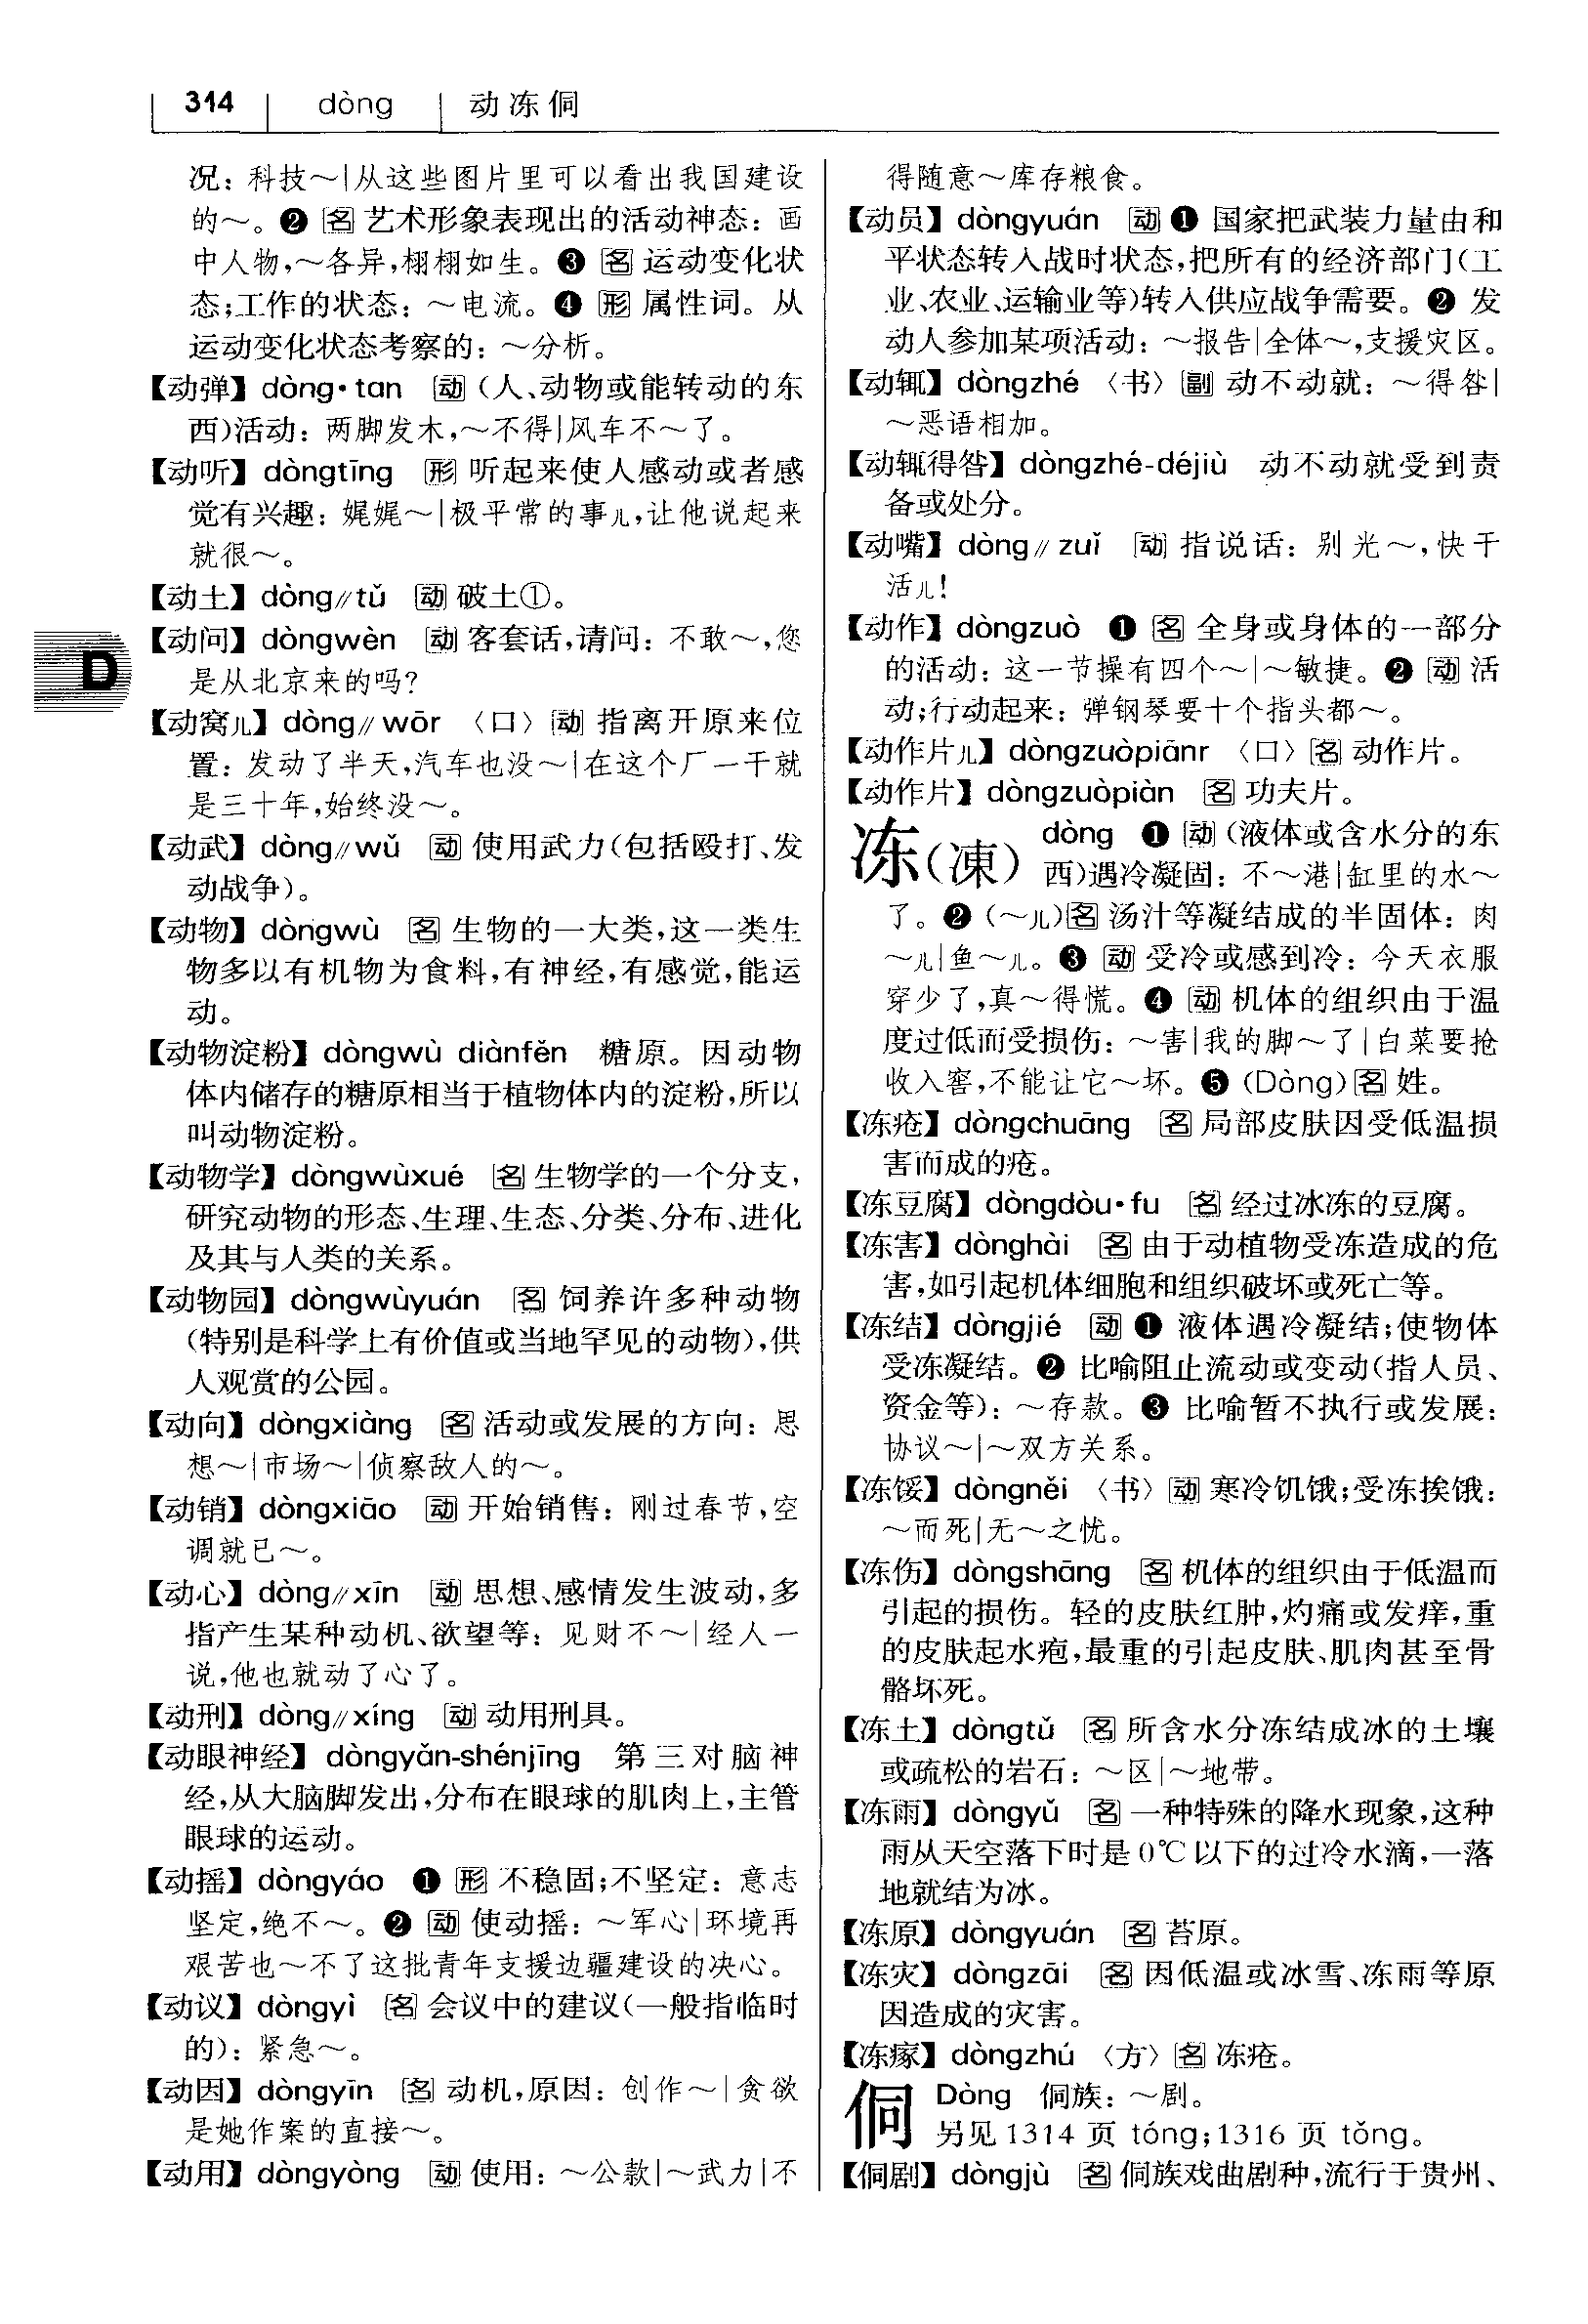 314 dòng 动冻侗
况：科技～|从这些图片里可以看出我国建设
的～。❷ 名 艺术形象表现出的活动神态：画
中人物，～各异，栩栩如生。❸ 名 运动变化状
态；工作的状态：～电流。❹ 形 属性词。从
运动变化状态考察的：～分析。
【动弹】dòng·tan 动（人、动物或能转动的东
西）活动：两脚发木，～不得|风车不～了。
【动听】dòngtīng 形 听起来使人感动或者感
觉有兴趣：娓娓～|极平常的事儿，让他说起来
就很～。
【动土】dòng//tǔ 动 破土①。
【动问】dòngwèn 动 客套话，请问：不敢～，您
是从北京来的吗？
【动窝儿】dòng//wōr 〈口〉动 指离开原来位
置：发动了半天，汽车也没～|在这个厂一干就
是三十年，始终没～。
【动武】dòng//wǔ 动 使用武力（包括殴打、发
动战争）。
【动物】dòngwù 名 生物的一大类，这一类生
物多以有机物为食料，有神经，有感觉，能运
动。
【动物淀粉】dòngwù diànfěn 糖原。因动物
体内储存的糖原相当于植物体内的淀粉，所以
叫动物淀粉。
【动物学】dòngwùxué 名 生物学的一个分支，
研究动物的形态、生理、生态、分类、分布、进化
及其与人类的关系。
【动物园】dòngwùyuán 名 饲养许多种动物
（特别是科学上有价值或当地罕见的动物），供
人观赏的公园。
【动向】dòngxiàng 名 活动或发展的方向：思
想～|市场～|侦察敌人的～。
【动销】dòngxiāo 动 开始销售：刚过春节，空
调就已～。
【动心】dòng//xīn 动 思想、感情发生波动，多
指产生某种动机、欲望等：见财不～|经人一
说，他也就动了心了。
【动刑】dòng//xíng 动 动用刑具。
【动眼神经】dòngyǎn-shénjīng 第三对脑神
经，从大脑脚发出，分布在眼球的肌肉上，主管
眼球的运动。
【动摇】dòngyáo ❶ 形 不稳固；不坚定：意志
坚定，绝不～。❷ 动 使动摇：～军心|环境再
艰苦也～不了这批青年支援边疆建设的决心。
【动议】dòngyì 名 会议中的建议（一般指临时
的）：紧急～。
【动因】dòngyīn 名 动机，原因：创作～|贪欲
是她作案的直接～。
【动用】dòngyòng 动 使用：～公款|～武力|不
D
得随意～库存粮食。
【动员】dòngyuán 动 ❶ 国家把武装力量由和
平状态转入战时状态，把所有的经济部门（工
业、农业、运输业等）转入供应战争需要。❷ 发
动人参加某项活动：～报告|全体～，支援灾区。
【动辄】dòngzhé 〈书〉副 动不动就：～得咎|
～恶语相加。
【动辄得咎】dòngzhé-déjiù 动不动就受到责
备或处分。
【动嘴】dòng//zuǐ 动 指说话：别光～，快干
活儿！
【动作】dòngzuò ❶ 名 全身或身体的一部分
的活动：这一节操有四个～|～敏捷。❷ 动 活
动；行动起来：弹钢琴要十个指头都～。
【动作片儿】dòngzuòpiānr 〈口〉名 动作片。
【动作片】dòngzuòpiàn 名 功夫片。
冻（凍） dòng ❶ 动（液体或含水分的东
西）遇冷凝固：不～港|缸里的水～
了。❷（～儿）名 汤汁等凝结成的半固体：肉
～儿|鱼～儿。❸ 动 受冷或感到冷：今天衣服
穿少了，真～得慌。❹ 动 机体的组织由于温
度过低而受损伤：～害|我的脚～了|白菜要抢
收入窖，不能让它～坏。❺（Dòng）名 姓。
【冻疮】dòngchuāng 名 局部皮肤因受低温损
害而成的疮。
【冻豆腐】dòngdòu·fu 名 经过冰冻的豆腐。
【冻害】dònghài 名 由于动植物受冻造成的危
害，如引起机体细胞和组织破坏或死亡等。
【冻结】dòngjié 动 ❶ 液体遇冷凝结；使物体
受冻凝结。❷ 比喻阻止流动或变动（指人员、
资金等）：～存款。❸ 比喻暂不执行或发展：
协议～|～双方关系。
【冻馁】dòngněi 〈书〉动 寒冷饥饿；受冻挨饿：
～而死|无～之忧。
【冻伤】dòngshāng 名 机体的组织由于低温而
引起的损伤。轻的皮肤红肿，灼痛或发痒，重
的皮肤起水疱，最重的引起皮肤、肌肉甚至骨
骼坏死。
【冻土】dòngtǔ 名 所含水分冻结成冰的土壤
或疏松的岩石：～区|～地带。
【冻雨】dòngyǔ 名 一种特殊的降水现象，这种
雨从天空落下时是0℃以下的过冷水滴，一落
地就结为冰。
【冻原】dòngyuán 名 苔原。
【冻灾】dòngzāi 名 因低温或冰雪、冻雨等原
因造成的灾害。
【冻瘃】dòngzhú 〈方〉名 冻疮。
侗 Dòng 侗族：～剧。
另见1314页 tóng；1316页 tǒng。
【侗剧】dòngjù 名 侗族戏曲剧种，流行于贵州、